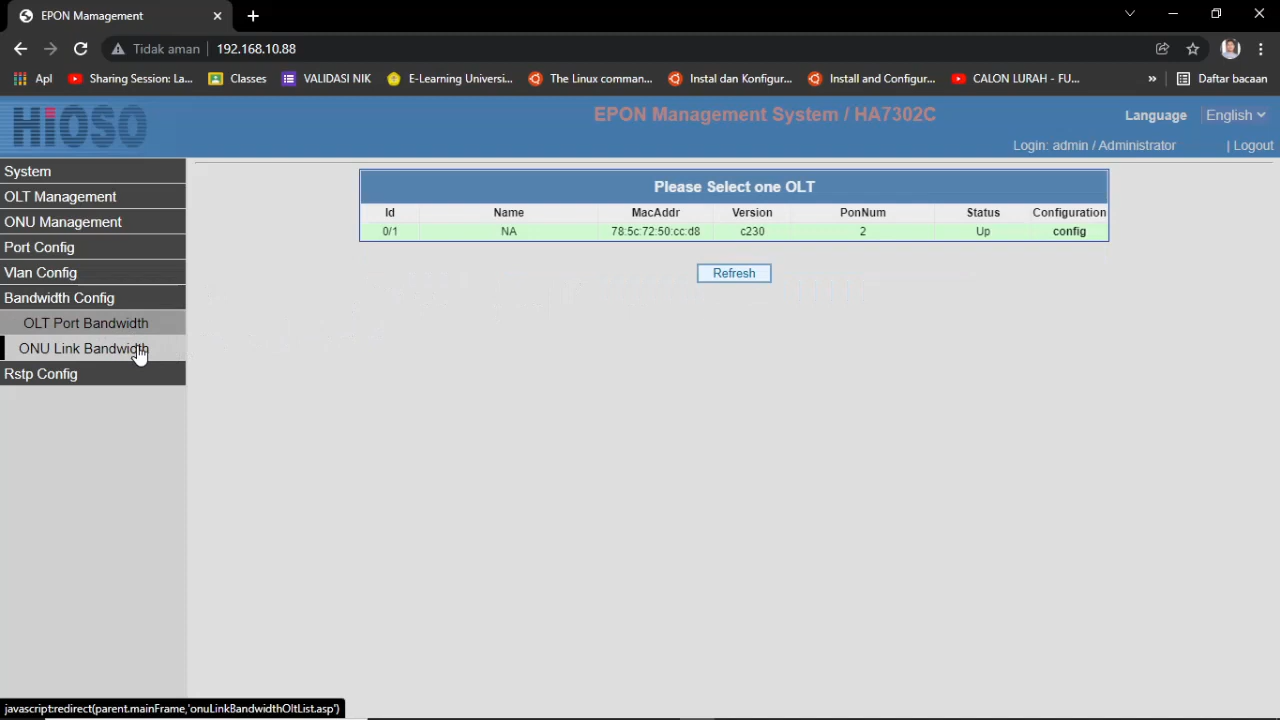 EPON Management
Tidak aman 192.168.10.88
Apl Sharing Session: La... Classes VALIDASI NIK E-Learning Universi... The Linux comman... Instal dan Konfigur... Install and Configur... CALON LURAH - FU... » Daftar bacaan
HIOSO
EPON Management System / HA7302C
Language English
Login: admin / Administrator | Logout
System
OLT Management
ONU Management
Port Config
Vlan Config
Bandwidth Config
OLT Port Bandwidth
ONU Link Bandwidth
Rstp Config
Please Select one OLT
Id Name MacAddr Version PonNum Status Configuration
0/1 NA 78:5c:72:50:cc:d8 c230 2 Up config
Refresh
javascript:redirect(parent.mainFrame,'onuLinkBandwidthOltList.asp')